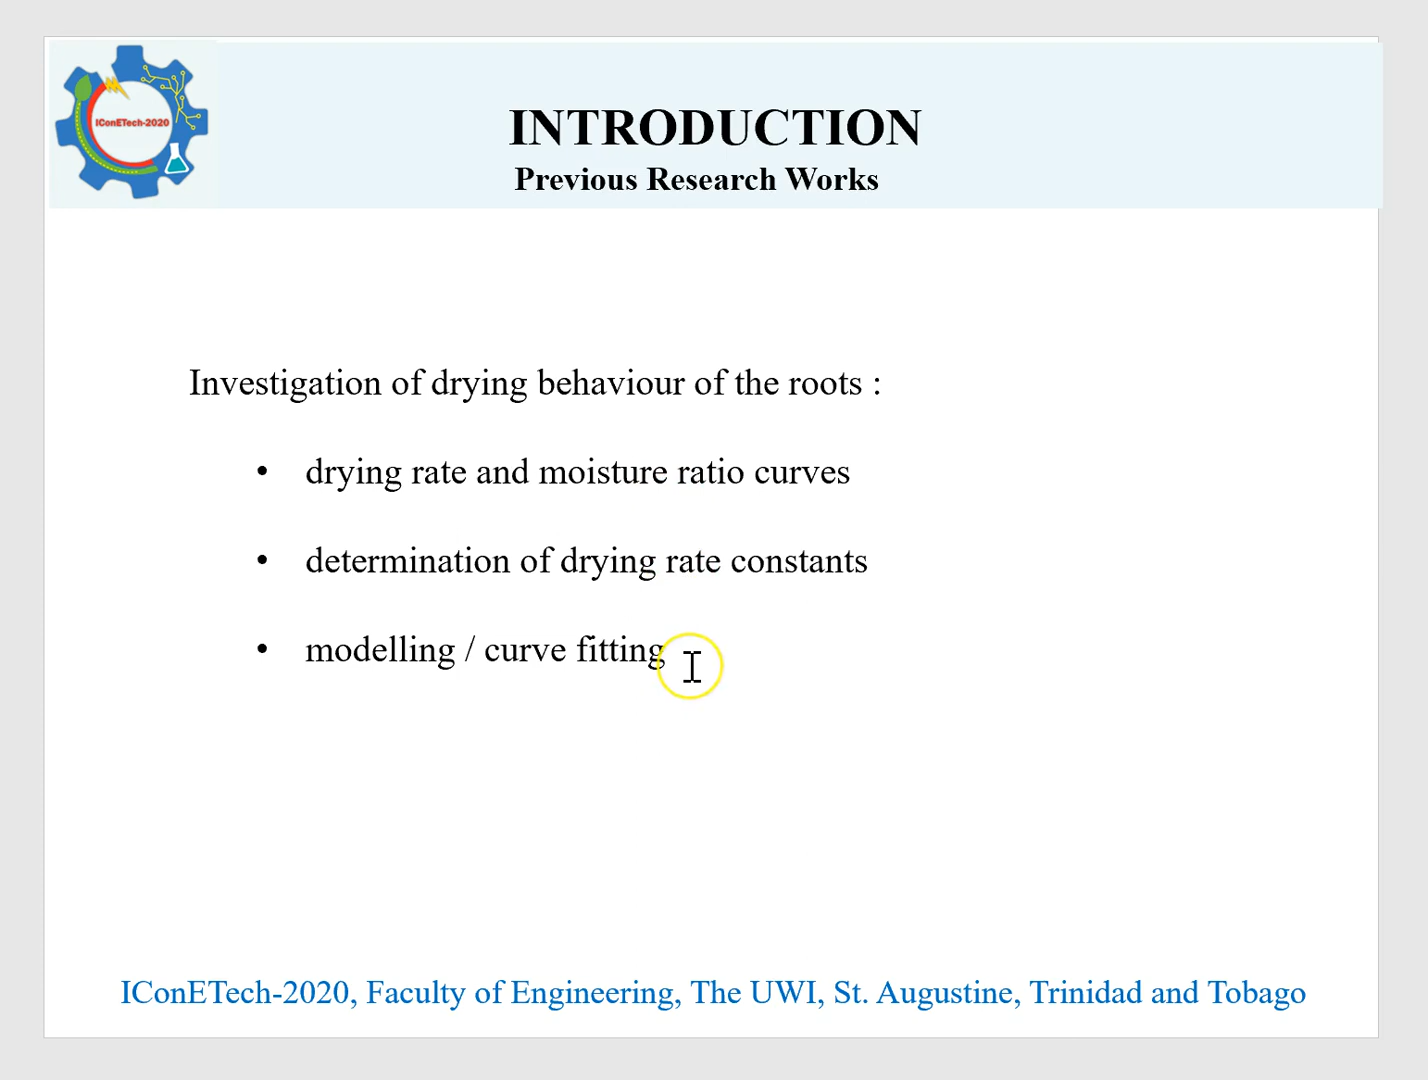 IConETech-2020
INTRODUCTION
Previous Research Works
Investigation of drying behaviour of the roots :
• drying rate and moisture ratio curves
• determination of drying rate constants
• modelling / curve fitting
IConETech-2020, Faculty of Engineering, The UWI, St. Augustine, Trinidad and Tobago